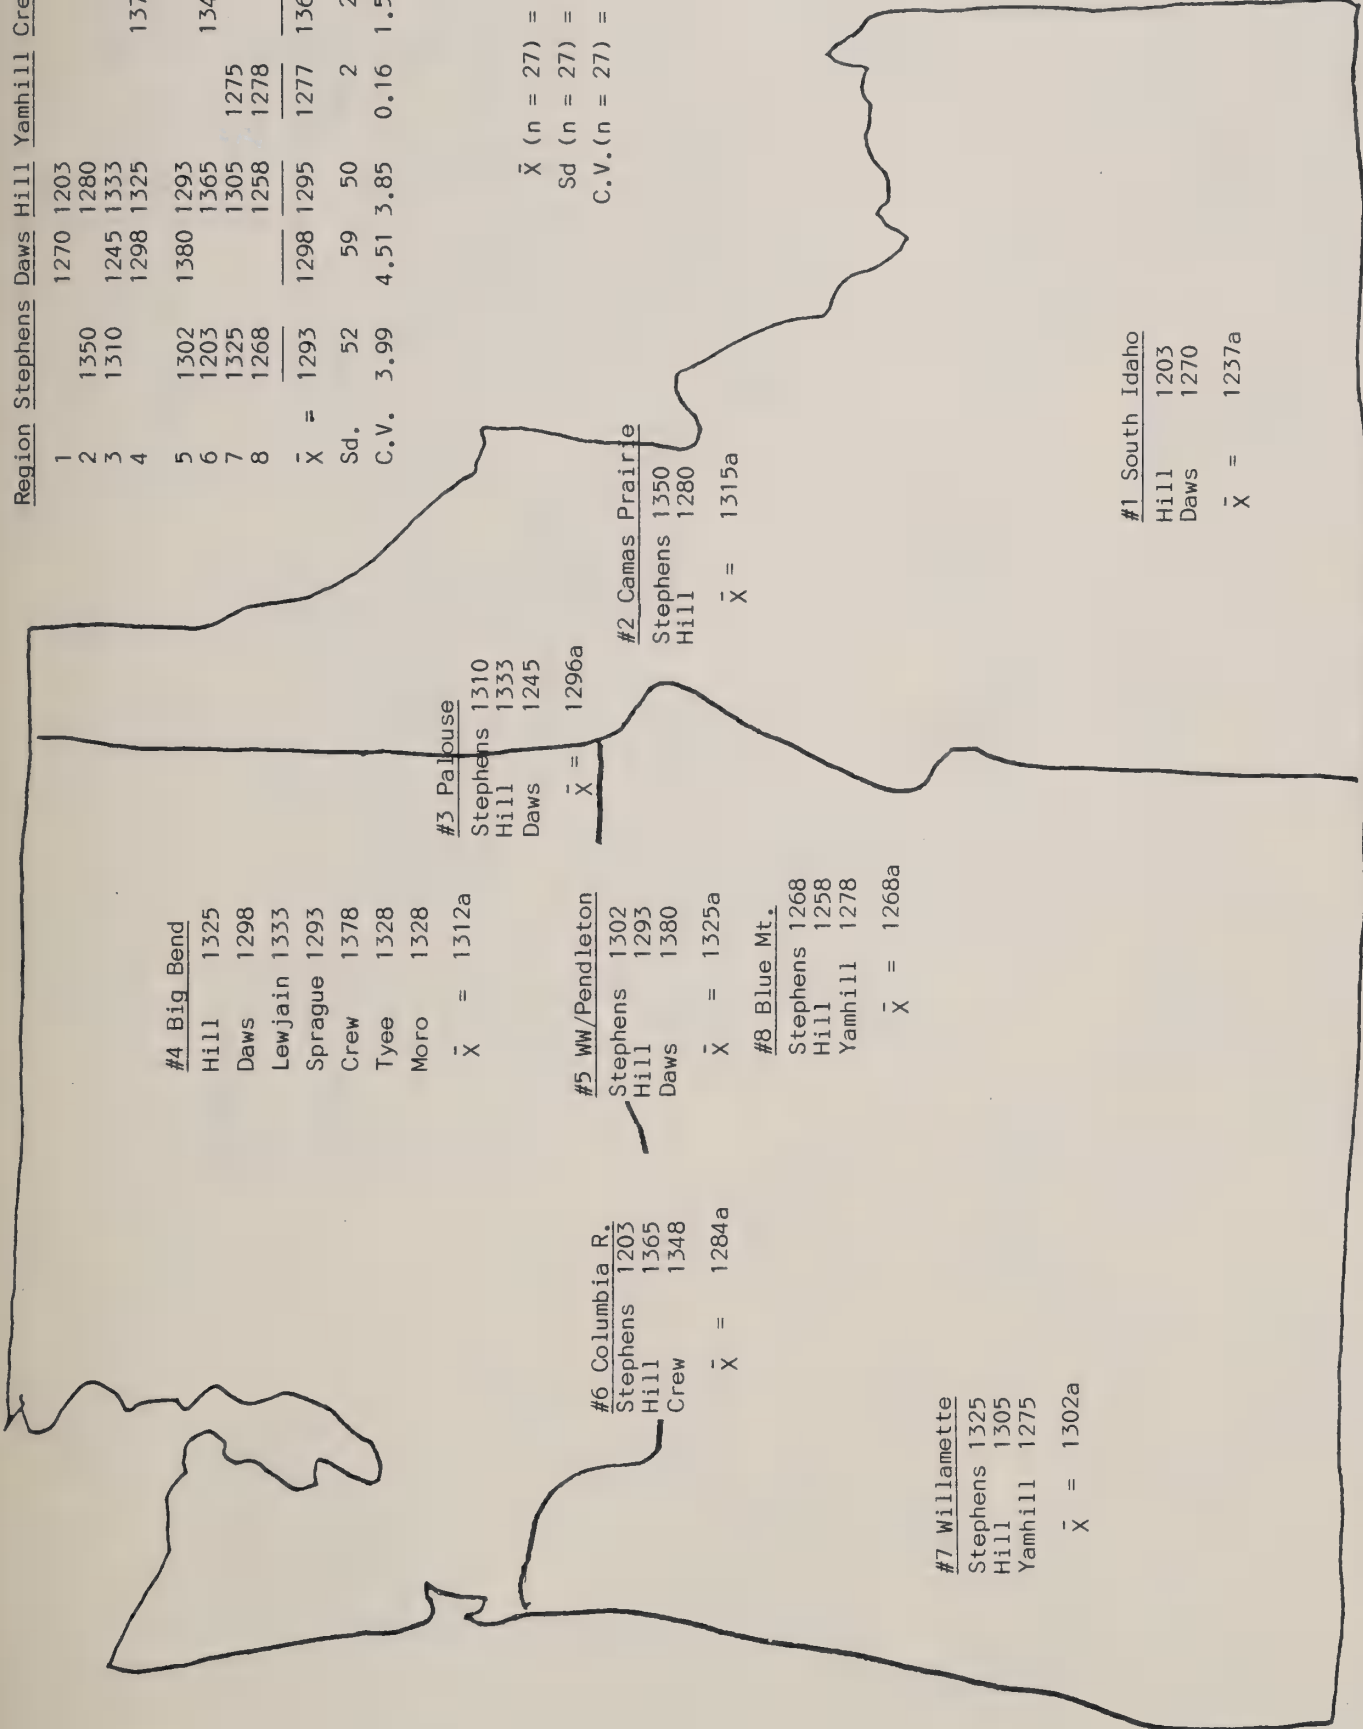 Region Stephens Daws Hill Yamhill Cre
1 1270 1203
2 1350 1280
3 1310 1245 1333
4 1298 1325 137
5 1302 1380 1293
6 1203 1365 134
7 1325 1305 1275
8 1268 1258 1278
X̄ = 1293 1298 1295 1277 136
Sd. 52 59 50 2 2
C.V. 3.99 4.51 3.85 0.16 1.5
X̄ (n = 27) =
Sd (n = 27) =
C.V.(n = 27) =
#4 Big Bend
Hill 1325
Daws 1298
Lewjain 1333
Sprague 1293
Crew 1378
Tyee 1328
Moro 1328
X̄ = 1312a
#3 Palouse
Stephens 1310
Hill 1333
Daws 1245
X̄ = 1296a
#6 Columbia R.
Stephens 1203
Hill 1365
Crew 1348
X̄ = 1284a
#5 WW/Pendleton
Stephens 1302
Hill 1293
Daws 1380
X̄ = 1325a
#2 Camas Prairie
Stephens 1350
Hill 1280
X̄ = 1315a
#8 Blue Mt.
Stephens 1268
Hill 1258
Yamhill 1278
X̄ = 1268a
#7 Willamette
Stephens 1325
Hill 1305
Yamhill 1275
X̄ = 1302a
#1 South Idaho
Hill 1203
Daws 1270
X̄ = 1237a